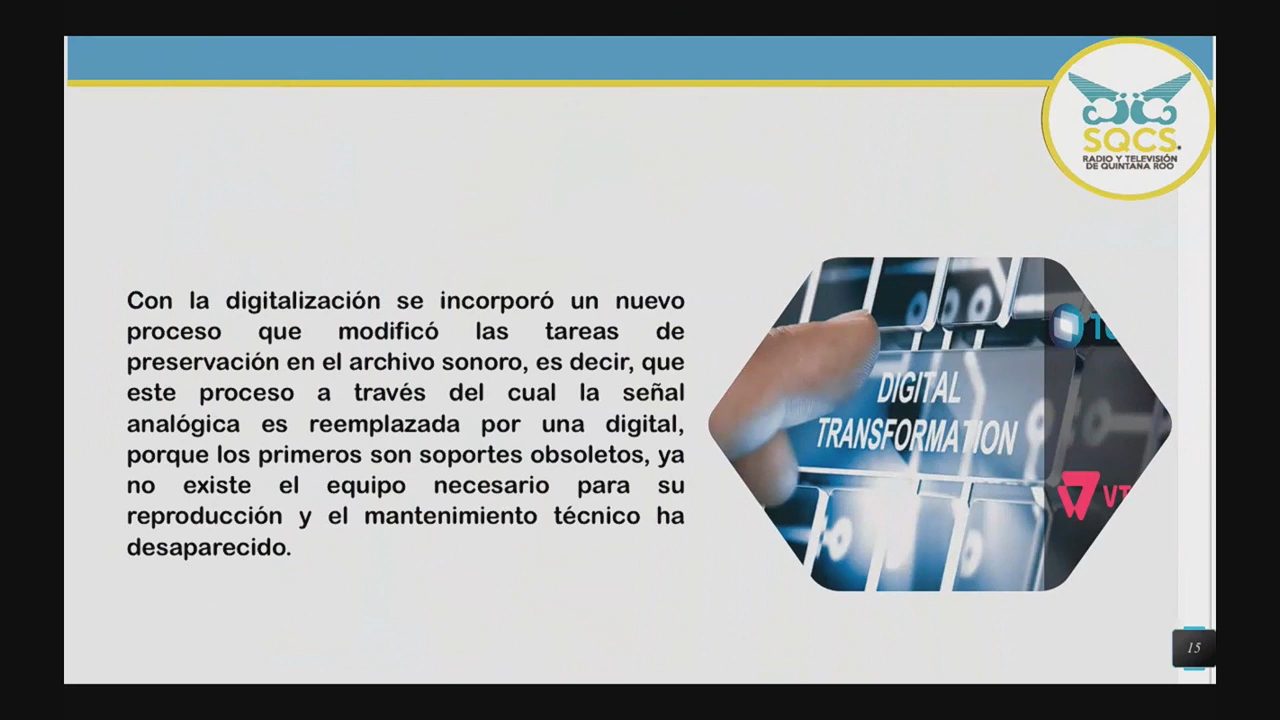 SQCS.
RADIO Y TELEVISIÓN
DE QUINTANA ROO
Con la digitalización se incorporó un nuevo
proceso que modificó las tareas de
preservación en el archivo sonoro, es decir, que
este proceso a través del cual la señal
analógica es reemplazada por una digital,
porque los primeros son soportes obsoletos, ya
no existe el equipo necesario para su
reproducción y el mantenimiento técnico ha
desaparecido.
DIGITAL
TRANSFORMATION
VT
15